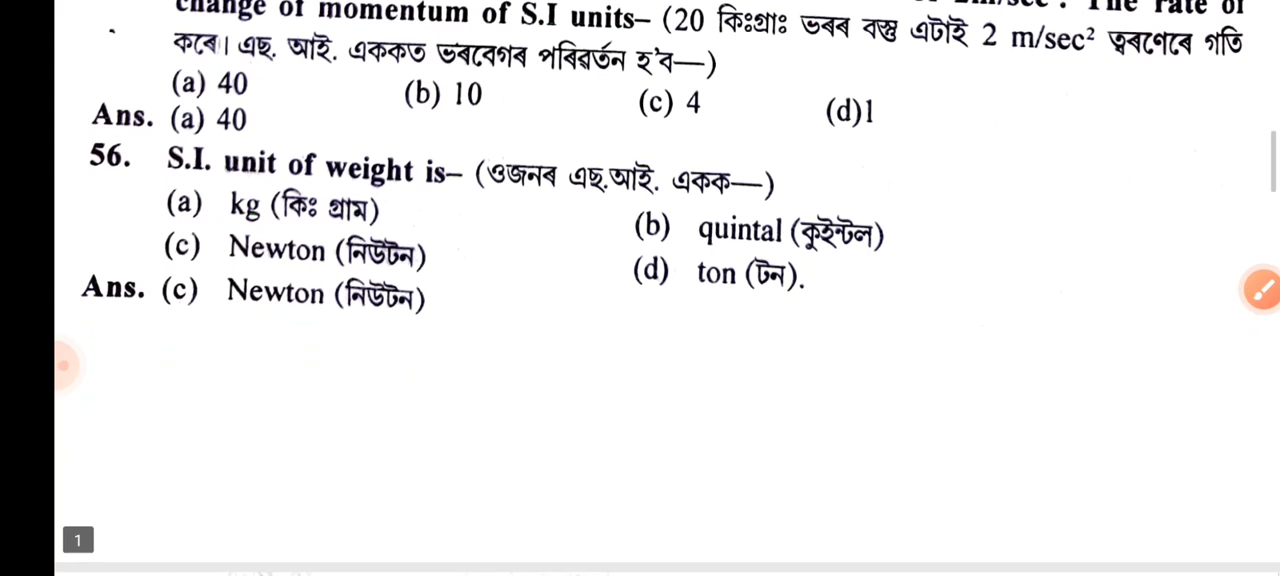 change of momentum of S.I units– (20 কিঃগ্ৰাঃ ভৰৰ বস্তু এটাই 2 m/sec² ত্বৰণেৰে গতি
কৰে। এছ. আই. এককত ভৰবেগৰ পৰিৱৰ্তন হ'ব—)
(a) 40 (b) 10 (c) 4 (d)1
Ans. (a) 40
56. S.I. unit of weight is– (ওজনৰ এছ.আই. একক—)
(a) kg (কিঃ গ্ৰাম) (b) quintal (কুইন্টল)
(c) Newton (নিউটন) (d) ton (টন).
Ans. (c) Newton (নিউটন)
1